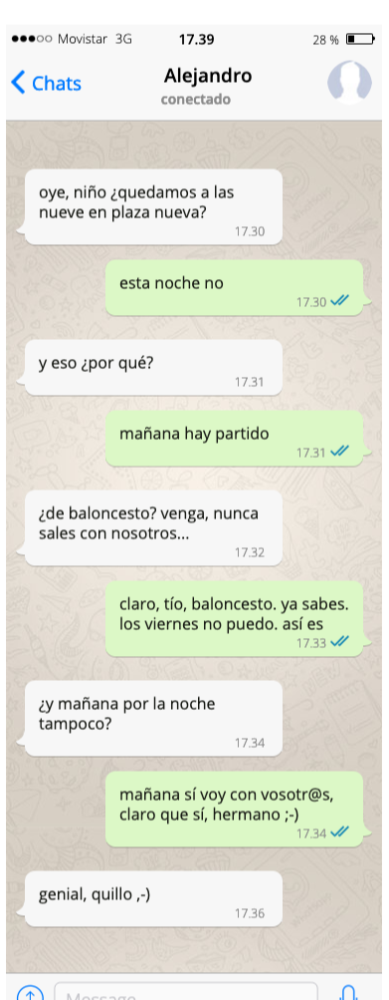 Movistar 3G 17.39 28 %
Chats Alejandro
conectado
oye, niño ¿quedamos a las
nueve en plaza nueva?
17.30
esta noche no
17.30
y eso ¿por qué?
17.31
mañana hay partido
17.31
¿de baloncesto? venga, nunca
sales con nosotros...
17.32
claro, tío, baloncesto. ya sabes.
los viernes no puedo. así es
17.33
¿y mañana por la noche
tampoco?
17.34
mañana sí voy con vosotr@s,
claro que sí, hermano ;-)
17.34
genial, quillo ,-)
17.36
Message